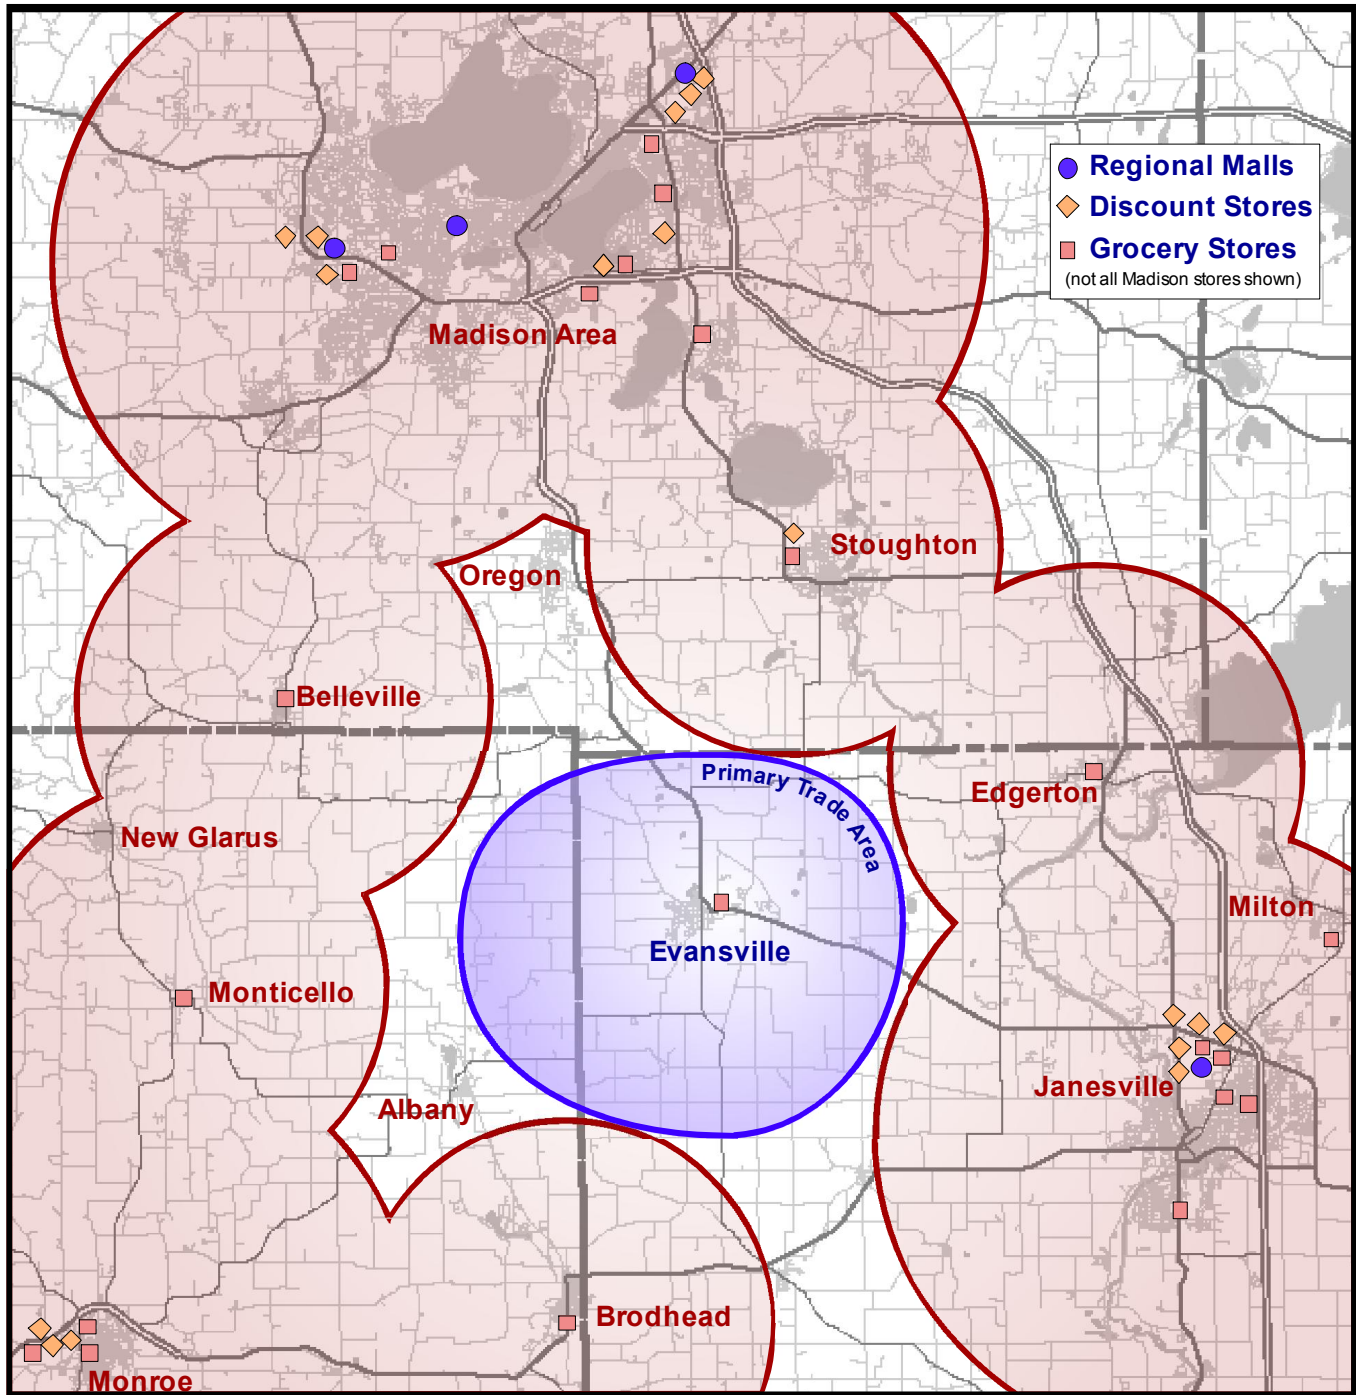 Regional Malls
Discount Stores
Grocery Stores
(not all Madison stores shown)
Madison Area
Stoughton
Oregon
Belleville
Primary Trade Area
Edgerton
New Glarus
Milton
Evansville
Monticello
Janesville
Albany
Brodhead
Monroe